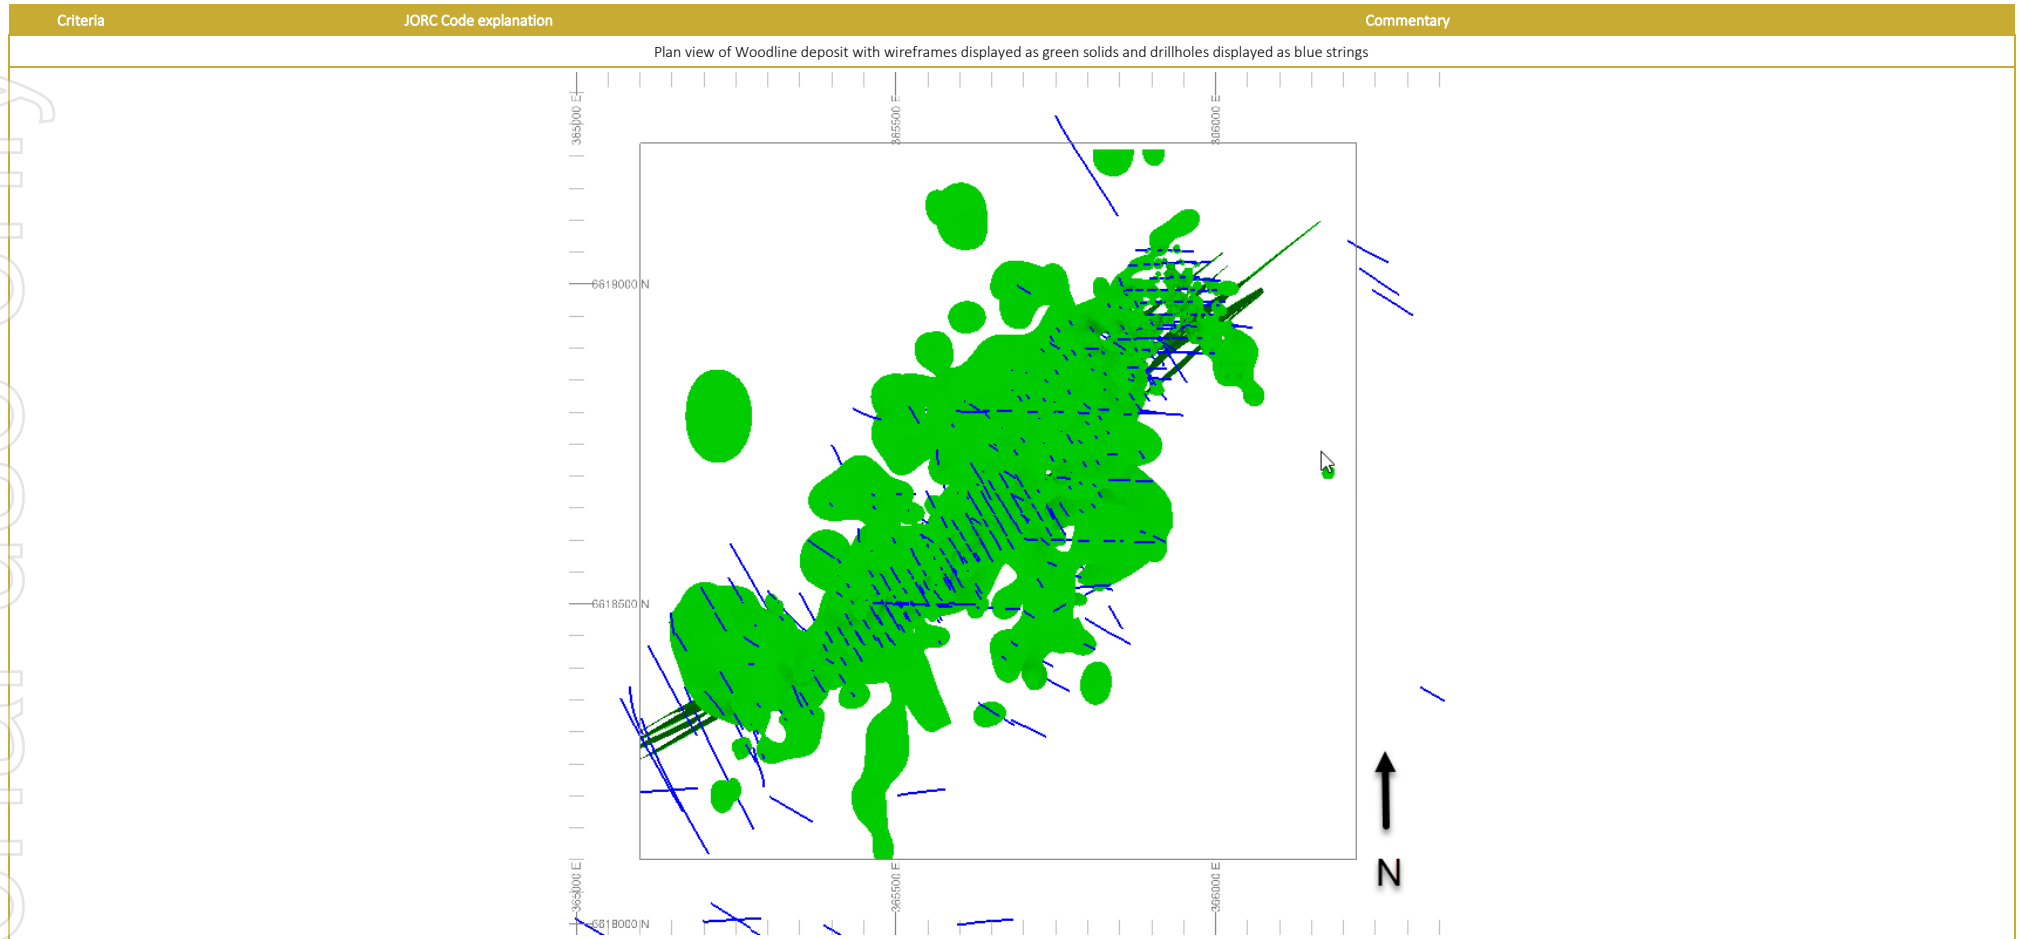 Criteria JORC Code explanation Commentary
Plan view of Woodline deposit with wireframes displayed as green solids and drillholes displayed as blue strings
365000 E 365500 E 366000 E
6619000 N
6618500 N
N
365000 E 365500 E 366000 E
6618000 N